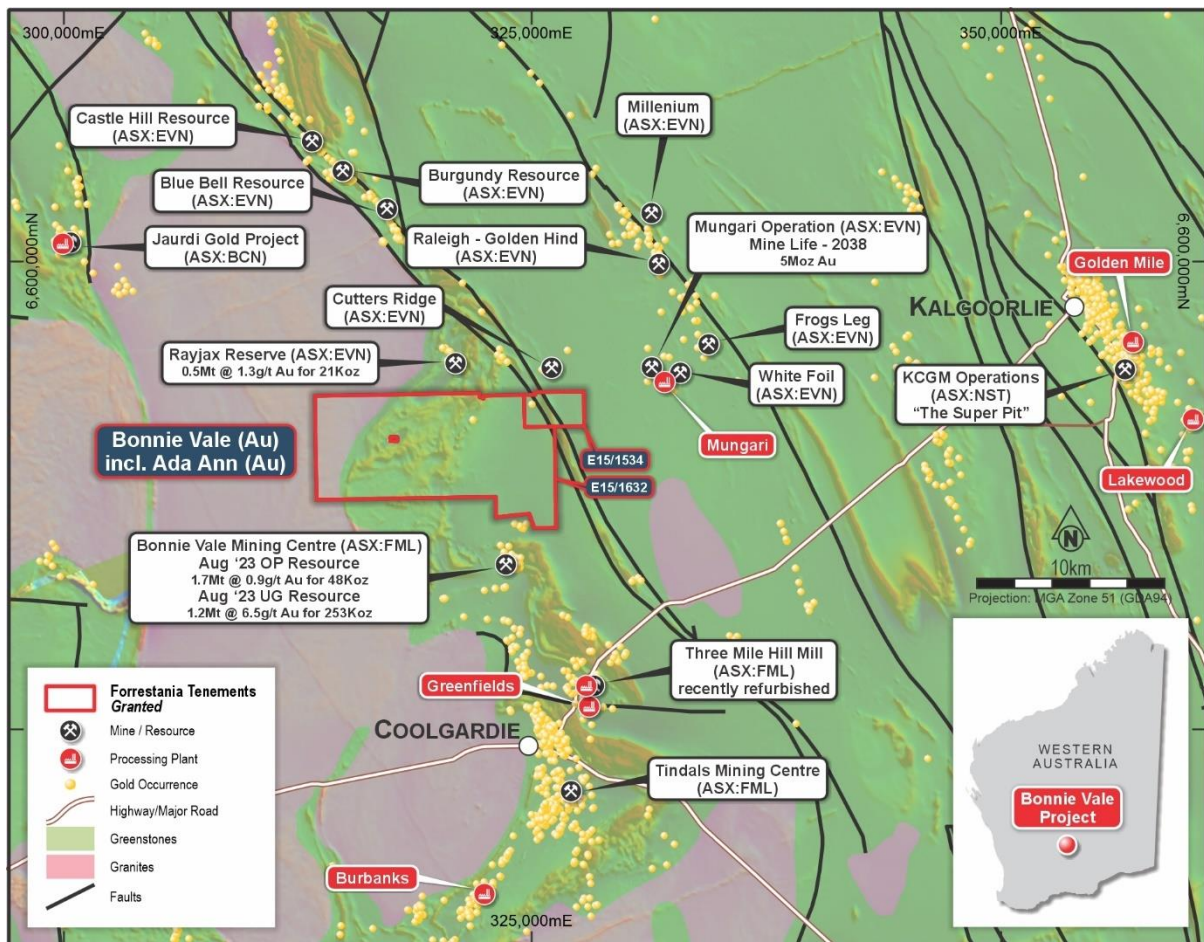 300,000mE
325,000mE
350,000mE
Castle Hill Resource
(ASX:EVN)
Millenium
(ASX:EVN)
Burgundy Resource
(ASX:EVN)
Blue Bell Resource
(ASX:EVN)
Jaurdi Gold Project
(ASX:BCN)
Raleigh - Golden Hind
(ASX:EVN)
Mungari Operation (ASX:EVN)
Mine Life - 2038
5Moz Au
6,600,000mN
6,600,000mN
Golden Mile
KALGOORLIE
Cutters Ridge
(ASX:EVN)
Frogs Leg
(ASX:EVN)
Rayjax Reserve (ASX:EVN)
0.5Mt @ 1.3g/t Au for 21Koz
White Foil
(ASX:EVN)
KCGM Operations
(ASX:NST)
“The Super Pit”
Bonnie Vale (Au)
incl. Ada Ann (Au)
Mungari
E15/1534
E15/1632
Lakewood
Bonnie Vale Mining Centre (ASX:FML)
Aug ‘23 OP Resource
1.7Mt @ 0.9g/t Au for 48Koz
Aug ‘23 UG Resource
1.2Mt @ 6.5g/t Au for 253Koz
N
10km
Projection: MGA Zone 51 (GDA94)
Three Mile Hill Mill
(ASX:FML)
recently refurbished
Greenfields
COOLGARDIE
Tindals Mining Centre
(ASX:FML)
Burbanks
325,000mE
Forrestania Tenements
Granted
Mine / Resource
Processing Plant
Gold Occurrence
Highway/Major Road
Greenstones
Granites
Faults
WESTERN
AUSTRALIA
Bonnie Vale
Project